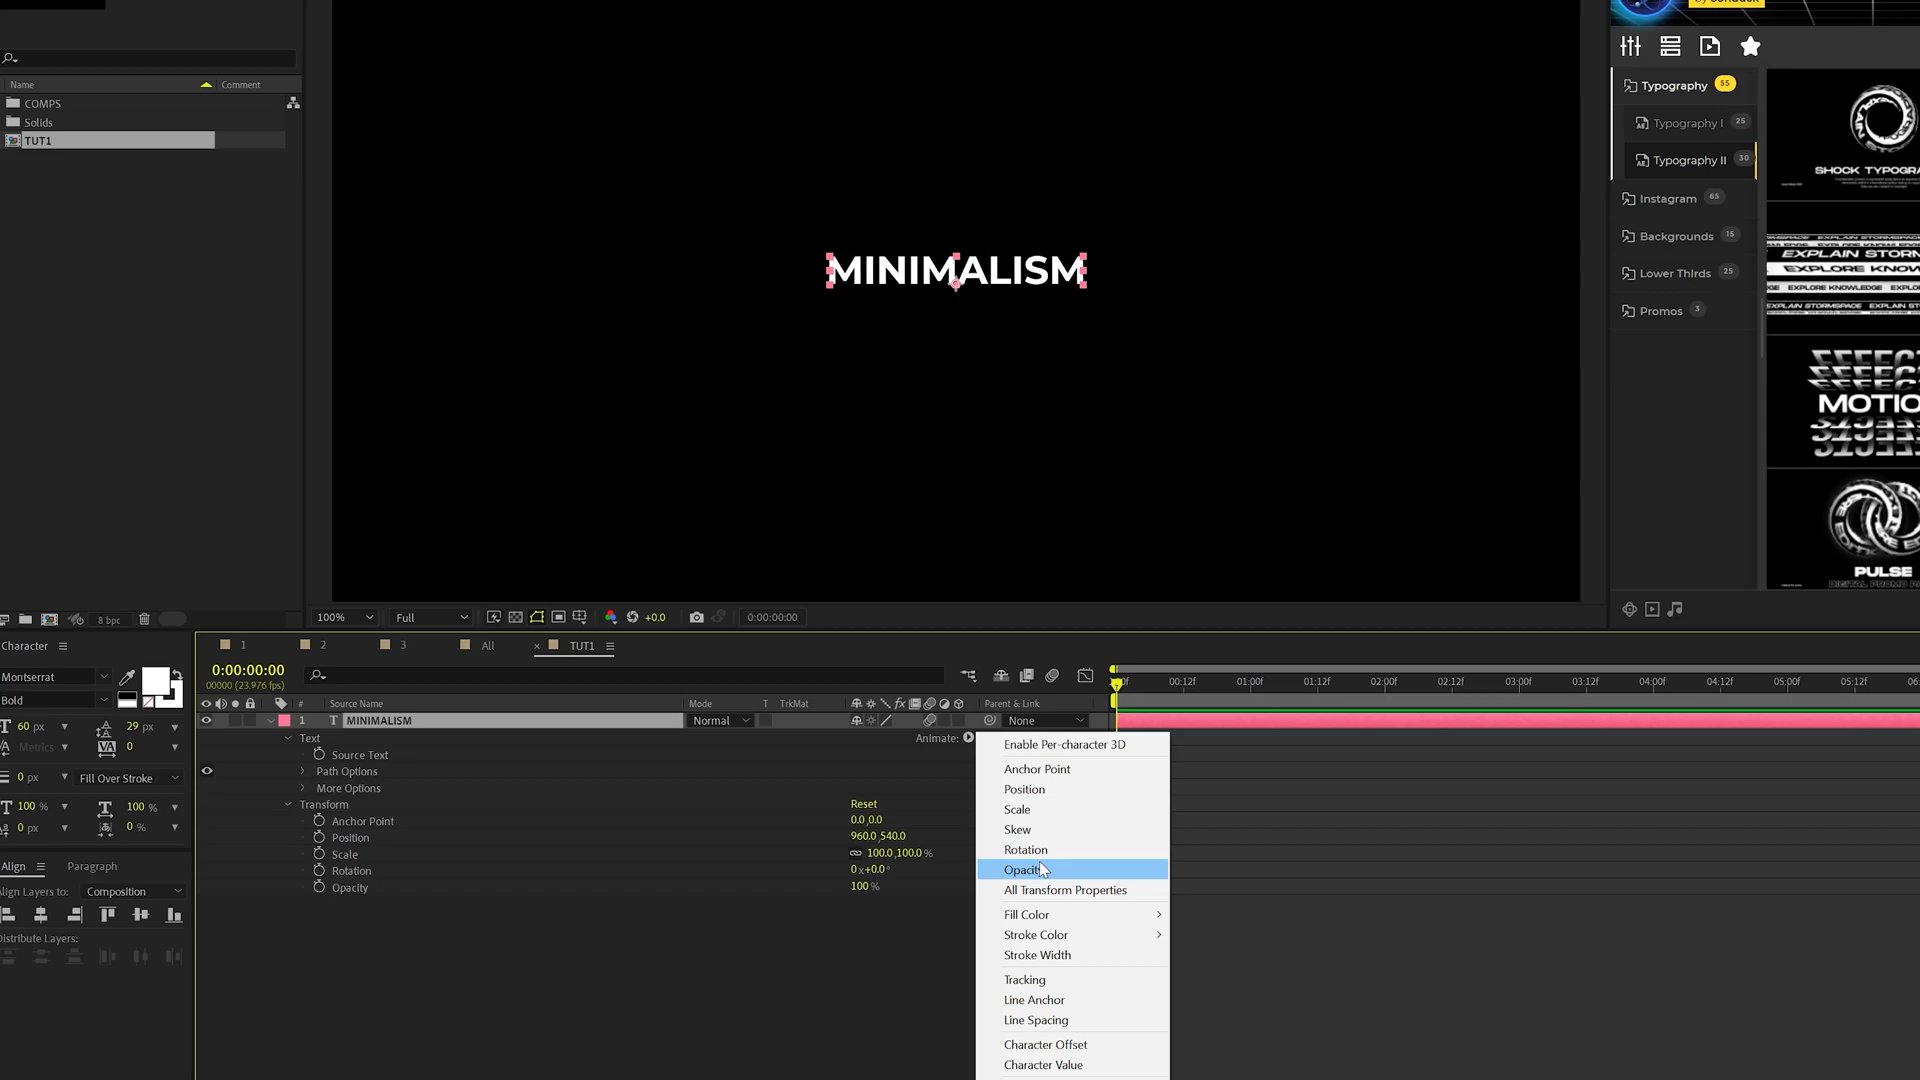 Name
Comment
COMPS
Solids
TUT1
8 bpc
MINIMALISM
100%
Full
+0.0
0:00:00:00
Typography 55
Typography I 25
Typography II 30
Instagram 65
Backgrounds 15
Lower Thirds 25
Promos 3
EXPLAIN STORMSPACE
EXPLORE KNOW
EXPLORE KNOWLEDGE
EXPLAIN STORMSPACE
MOTIO
PULSE
Character
Montserrat
Bold
60 px
29 px
Metrics
0
0 px
Fill Over Stroke
100 %
100 %
0 px
0 %
Align
Paragraph
Align Layers to:
Composition
Distribute Layers:
1
2
3
All
TUT1
0:00:00:00
00000 (23.976 fps)
00:12f
01:00f
01:12f
02:00f
02:12f
03:00f
03:12f
04:00f
04:12f
05:00f
05:12f
#
Source Name
Mode
T
TrkMat
fx
Parent & Link
1
T
MINIMALISM
Normal
None
Text
Animate:
Source Text
Path Options
More Options
Transform
Reset
Anchor Point
0.0,0.0
Position
960.0,540.0
Scale
100.0,100.0%
Rotation
0x+0.0°
Opacity
100%
Enable Per-character 3D
Anchor Point
Position
Scale
Skew
Rotation
Opacity
All Transform Properties
Fill Color
Stroke Color
Stroke Width
Tracking
Line Anchor
Line Spacing
Character Offset
Character Value